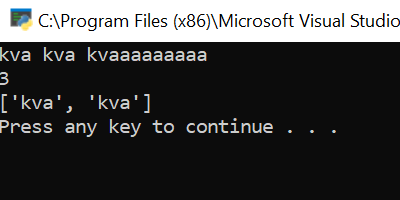 C:\Program Files (x86)\Microsoft Visual Studio
kva kva kvaaaaaaaaa
3
['kva', 'kva']
Press any key to continue . . .